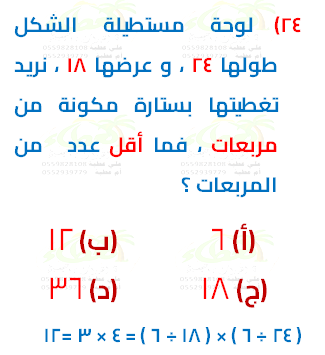 ٢٤) لوحة مستطيلة الشكل
طولها ٢٤ ، و عرضها ١٨ ، نريد
تغطيتها بستارة مكونة من
مربعات ، فما أقل عدد من
المربعات ؟
(أ) ٦ (ب) ١٢
(ج) ١٨ (د) ٣٦
( ٢٤ ÷ ٦ ) × ( ١٨ ÷ ٦ ) = ٤ × ٣ =١٢